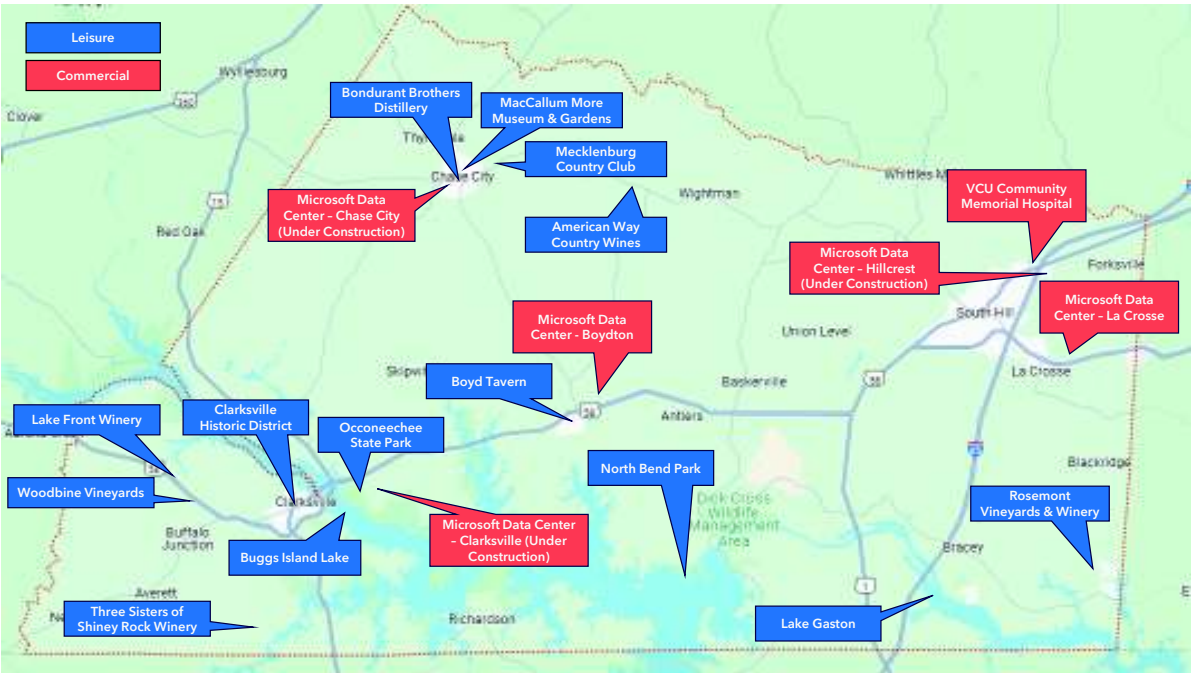 Leisure
Commercial
Wylliesburg
Clover
Bondurant Brothers
Distillery
MacCallum More
Museum & Gardens
Mecklenburg
Country Club
Chase City
Whittles
Wightman
Microsoft Data
Center – Chase City
(Under Construction)
American Way
Country Wines
VCU Community
Memorial Hospital
Red Oak
15
Microsoft Data
Center – Hillcrest
(Under Construction)
Forksville
Microsoft Data
Center – La Crosse
South Hill
Microsoft Data
Center - Boydton
Union Level
La Crosse
Boyd Tavern
Baskerville
58
58
Antlers
Lake Front Winery
Clarksville
Historic District
Occoneechee
State Park
58
North Bend Park
Blackridge
Woodbine Vineyards
Clarksville
Dick Cross
Wildlife
Management
Area
Rosemont
Vineyards & Winery
Microsoft Data Center
– Clarksville (Under
Construction)
Buffalo
Junction
Buggs Island Lake
Bracey
1
Averett
Three Sisters of
Shiney Rock Winery
Richardson
Lake Gaston